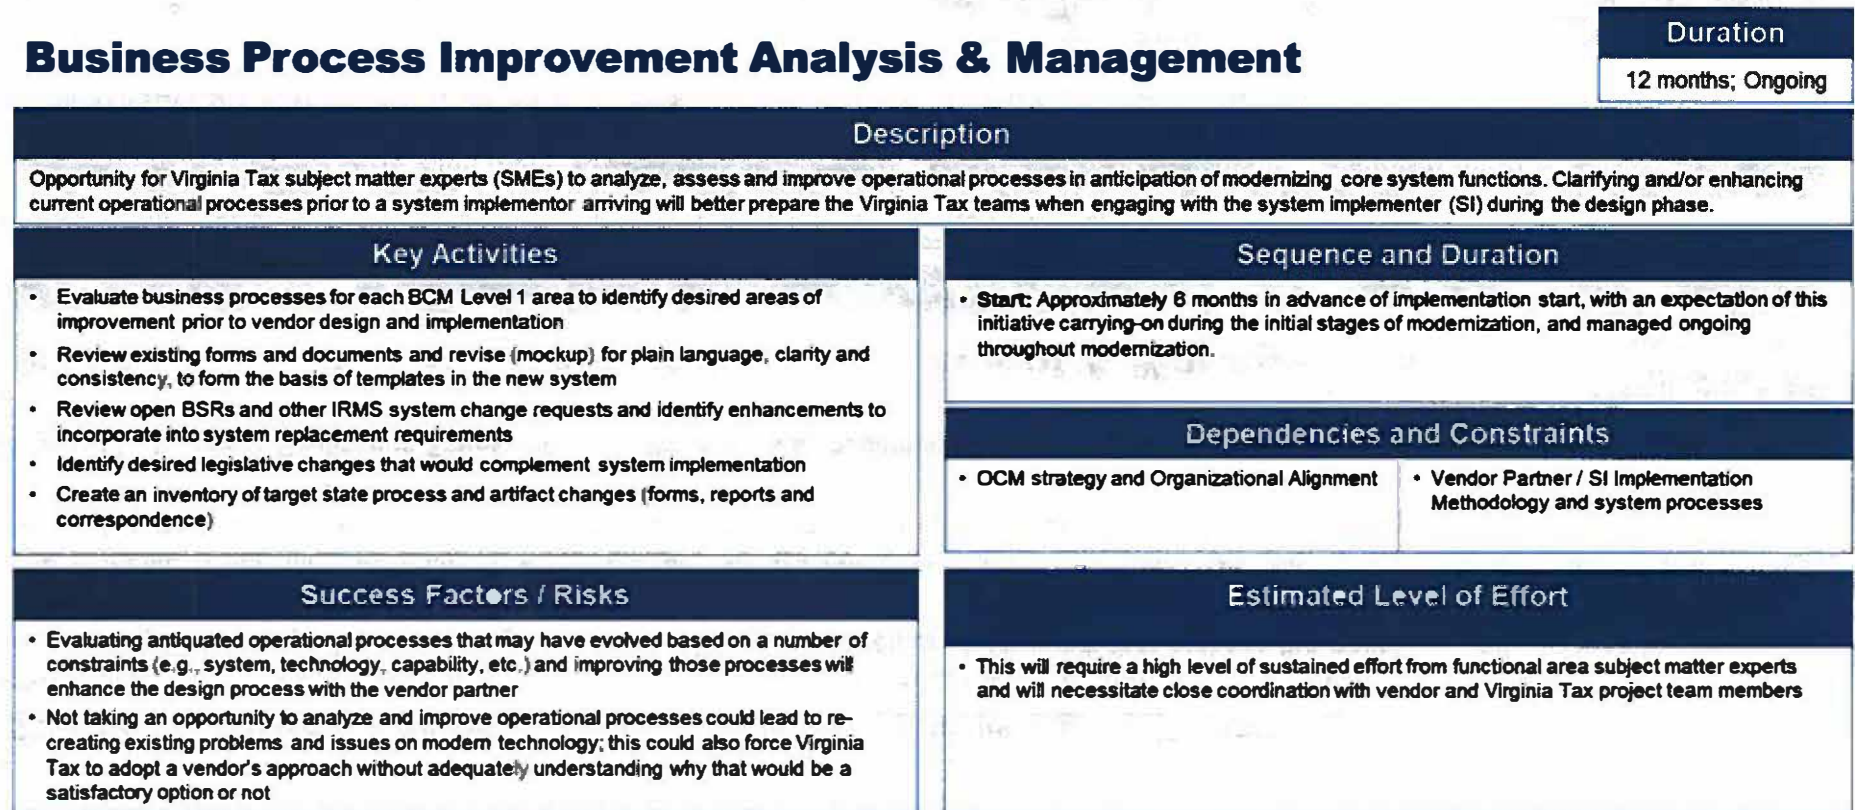 Business Process Improvement Analysis & Management
Duration
12 months; Ongoing
Description
Opportunity for Virginia Tax subject matter experts (SMEs) to analyze, assess and improve operational processes in anticipation of modernizing core system functions. Clarifying and/or enhancing
current operational processes prior to a system implementor arriving will better prepare the Virginia Tax teams when engaging with the system implementer (SI) during the design phase.
Key Activities
• Evaluate business processes for each BCM Level 1 area to identify desired areas of
improvement prior to vendor design and implementation
• Review existing forms and documents and revise (mockup) for plain language, clarity and
consistency, to form the basis of templates in the new system
• Review open BSRs and other IRMS system change requests and identify enhancements to
incorporate into system replacement requirements
• Identify desired legislative changes that would complement system implementation
• Create an inventory of target state process and artifact changes (forms, reports and
correspondence)
Sequence and Duration
• Start: Approximately 6 months in advance of implementation start, with an expectation of this
initiative carrying-on during the initial stages of modernization, and managed ongoing
throughout modernization.
Dependencies and Constraints
• OCM strategy and Organizational Alignment
• Vendor Partner / SI Implementation
Methodology and system processes
Success Factors / Risks
• Evaluating antiquated operational processes that may have evolved based on a number of
constraints (e.g., system, technology, capability, etc.) and improving those processes will
enhance the design process with the vendor partner
• Not taking an opportunity to analyze and improve operational processes could lead to re-
creating existing problems and issues on modern technology; this could also force Virginia
Tax to adopt a vendor's approach without adequately understanding why that would be a
satisfactory option or not
Estimated Level of Effort
• This will require a high level of sustained effort from functional area subject matter experts
and will necessitate close coordination with vendor and Virginia Tax project team members